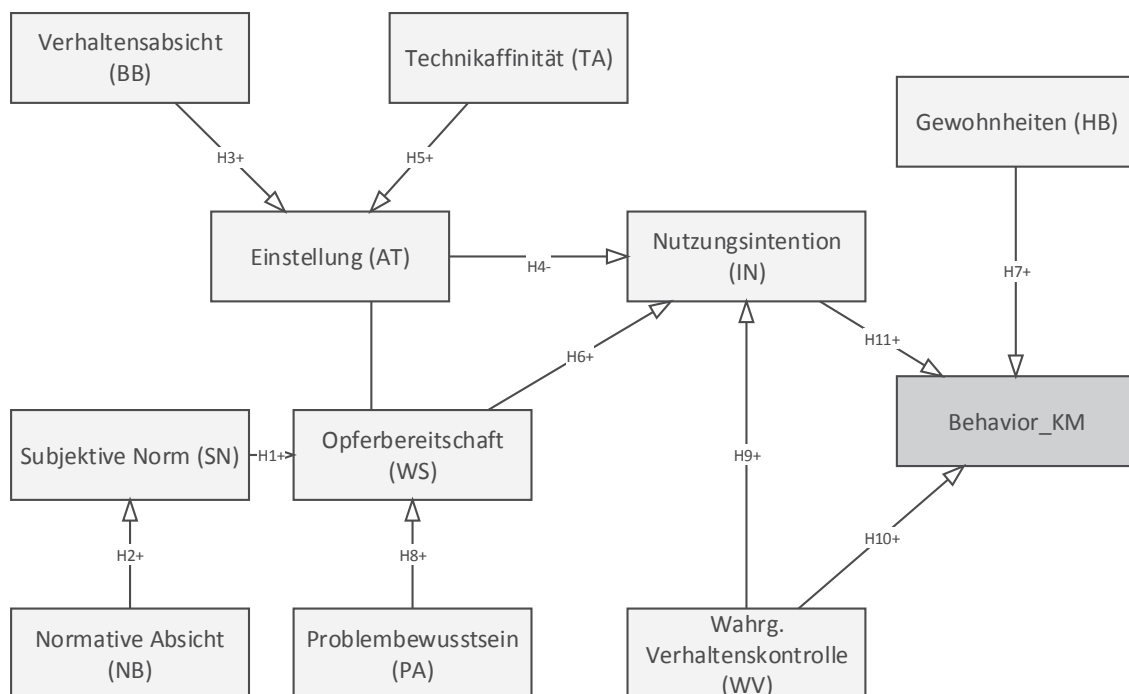 Verhaltensabsicht
(BB)
Technikaffinität (TA)
Gewohnheiten (HB)
H3+
H5+
Einstellung (AT)
H4-
Nutzungsintention
(IN)
H7+
H6+
H11+
Subjektive Norm (SN)
H1+
Opferbereitschaft
(WS)
H9+
Behavior_KM
H2+
H8+
H10+
Normative Absicht
(NB)
Problembewusstsein
(PA)
Wahrg.
Verhaltenskontrolle
(WV)